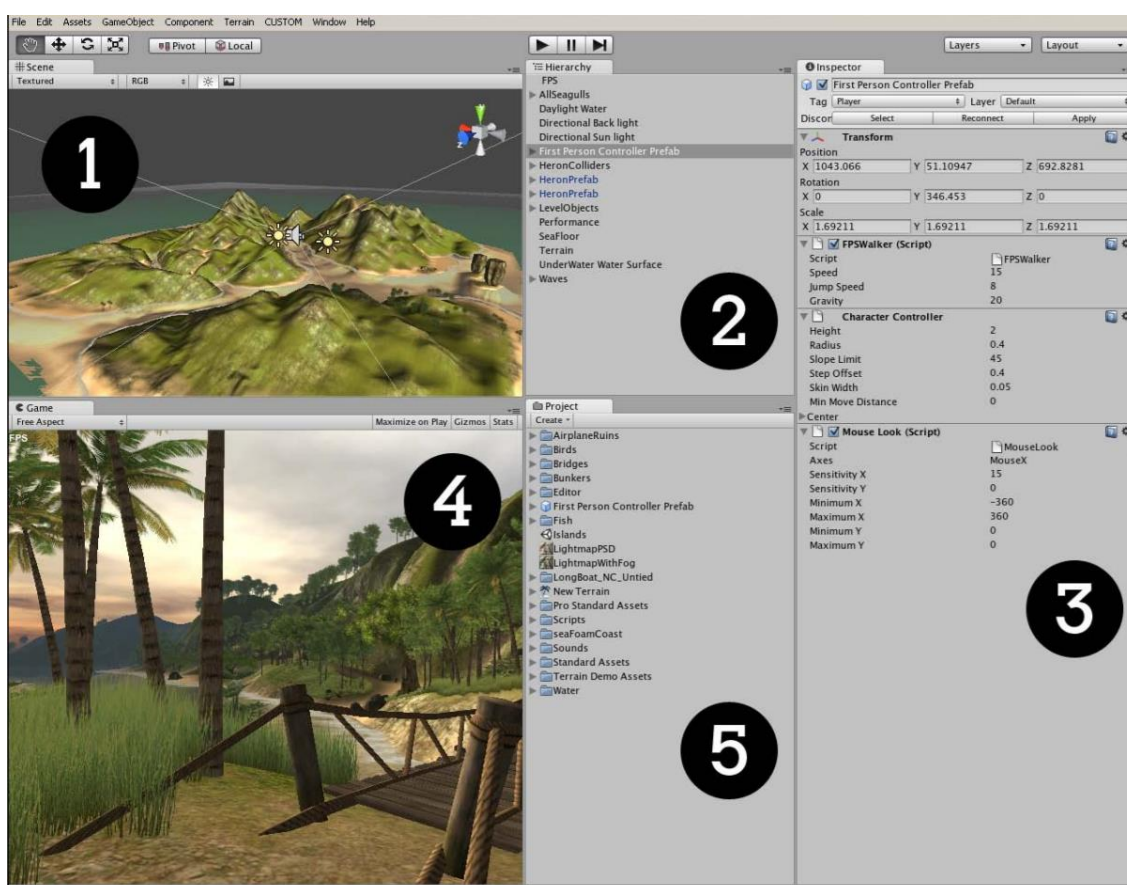 File Edit Assets GameObject Component Terrain CUSTOM Window Help
Pivot Local
Layers Layout
Scene
Textured RGB
1
Hierarchy
FPS
AllSeagulls
Daylight Water
Directional Back light
Directional Sun light
First Person Controller Prefab
HeronColliders
HeronPrefab
HeronPrefab
LevelObjects
Performance
SeaFloor
Terrain
UnderWater Water Surface
Waves
2
Inspector
First Person Controller Prefab
Tag Player Layer Default
Discor Select Reconnect Apply
Transform
Position
X 1043.066 Y 51.10947 Z 692.8281
Rotation
X 0 Y 346.453 Z 0
Scale
X 1.69211 Y 1.69211 Z 1.69211
FPSWalker (Script)
Script FPSWalker
Speed 15
Jump Speed 8
Gravity 20
Character Controller
Height 2
Radius 0.4
Slope Limit 45
Step Offset 0.4
Skin Width 0.05
Min Move Distance 0
Center
Mouse Look (Script)
Script MouseLook
Axes MouseX
Sensitivity X 15
Sensitivity Y 0
Minimum X -360
Maximum X 360
Minimum Y 0
Maximum Y 0
3
Game
Free Aspect Maximize on Play Gizmos Stats
FPS
4
Project
Create
AirplaneRuins
Birds
Bridges
Bunkers
Editor
First Person Controller Prefab
Fish
Islands
LightmapPSD
LightmapWithFog
LongBoat_NC_Untied
New Terrain
Pro Standard Assets
Scripts
seaFoamCoast
Sounds
Standard Assets
Terrain Demo Assets
Water
5